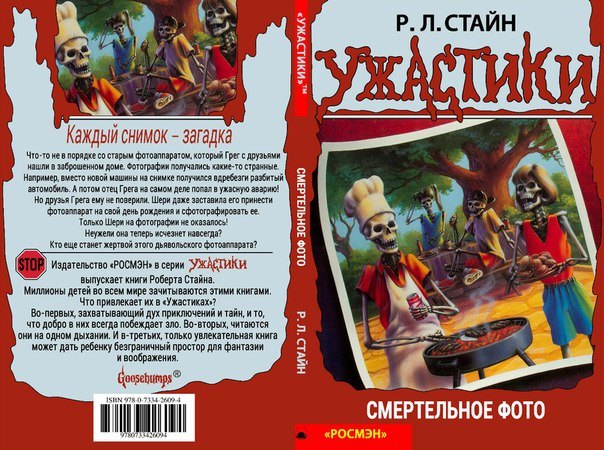 Каждый снимок – загадка
Что-то не в порядке со старым фотоаппаратом, который Грег с друзьями
нашли в заброшенном доме. Фотографии получались какие-то странные.
Например, вместо новой машины на снимке получился вдребезги разбитый
автомобиль. А потом отец Грега на самом деле попал в ужасную аварию!
Но друзья Грега ему не поверили. Шери даже заставила его принести
фотоаппарат на свой день рождения и сфотографировать ее.
Только Шери на фотографии не оказалось!
Неужели она теперь исчезнет навсегда?
Кто еще станет жертвой этого дьявольского фотоаппарата?
STOP
Издательство «РОСМЭН» в серии УЖАСТИКИ
выпускает книги Роберта Стайна.
Миллионы детей во всем мире зачитываются этими книгами.
Что привлекает их в «Ужастиках»?
Во-первых, захватывающий дух приключений и тайн, и то,
что добро в них всегда побеждает зло. Во-вторых, читаются
они на одном дыхании. И в-третьих, только увлекательная книга
может дать ребенку безграничный простор для фантазии
и воображения.
Goosebumps®
ISBN 978-0-7334-2609-4
9780733426094
«УЖАСТИКИ»™
СМЕРТЕЛЬНОЕ ФОТО
Р. Л. СТАЙН
Р. Л. СТАЙН
УЖАСТИКИ
СМЕРТЕЛЬНОЕ ФОТО
«РОСМЭН»